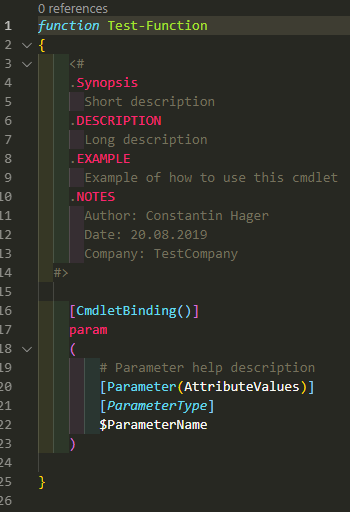 0 references
1 function Test-Function
2 {
3 <#
4 .Synopsis
5 Short description
6 .DESCRIPTION
7 Long description
8 .EXAMPLE
9 Example of how to use this cmdlet
10 .NOTES
11 Author: Constantin Hager
12 Date: 20.08.2019
13 Company: TestCompany
14 #>
15
16 [CmdletBinding()]
17 param
18 (
19 # Parameter help description
20 [Parameter(AttributeValues)]
21 [ParameterType]
22 $ParameterName
23 )
24
25 }
26